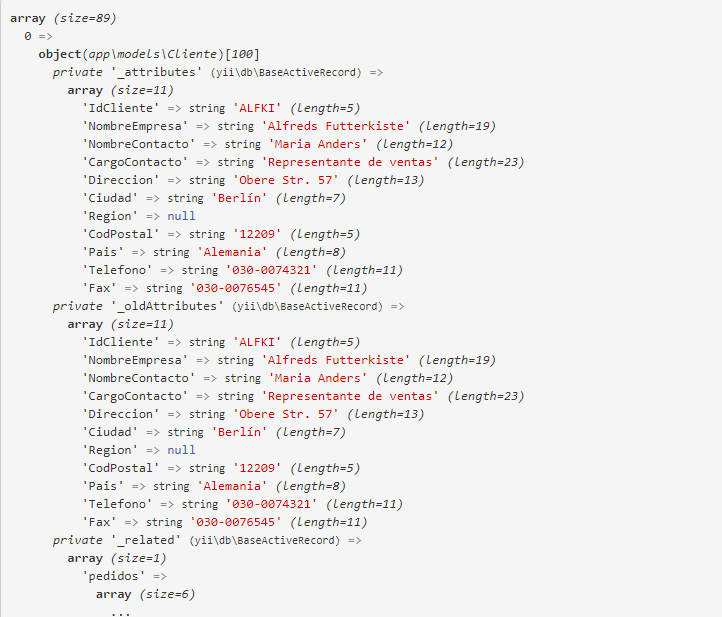 array (size=89)
0 =>
object(app\models\Cliente)[100]
private '_attributes' (yii\db\BaseActiveRecord) =>
array (size=11)
'IdCliente' => string 'ALFKI' (length=5)
'NombreEmpresa' => string 'Alfreds Futterkiste' (length=19)
'NombreContacto' => string 'Maria Anders' (length=12)
'CargoContacto' => string 'Representante de ventas' (length=23)
'Direccion' => string 'Obere Str. 57' (length=13)
'Ciudad' => string 'Berlín' (length=7)
'Region' => null
'CodPostal' => string '12209' (length=5)
'Pais' => string 'Alemania' (length=8)
'Telefono' => string '030-0074321' (length=11)
'Fax' => string '030-0076545' (length=11)
private '_oldAttributes' (yii\db\BaseActiveRecord) =>
array (size=11)
'IdCliente' => string 'ALFKI' (length=5)
'NombreEmpresa' => string 'Alfreds Futterkiste' (length=19)
'NombreContacto' => string 'Maria Anders' (length=12)
'CargoContacto' => string 'Representante de ventas' (length=23)
'Direccion' => string 'Obere Str. 57' (length=13)
'Ciudad' => string 'Berlín' (length=7)
'Region' => null
'CodPostal' => string '12209' (length=5)
'Pais' => string 'Alemania' (length=8)
'Telefono' => string '030-0074321' (length=11)
'Fax' => string '030-0076545' (length=11)
private '_related' (yii\db\BaseActiveRecord) =>
array (size=1)
'pedidos' =>
array (size=6)
...